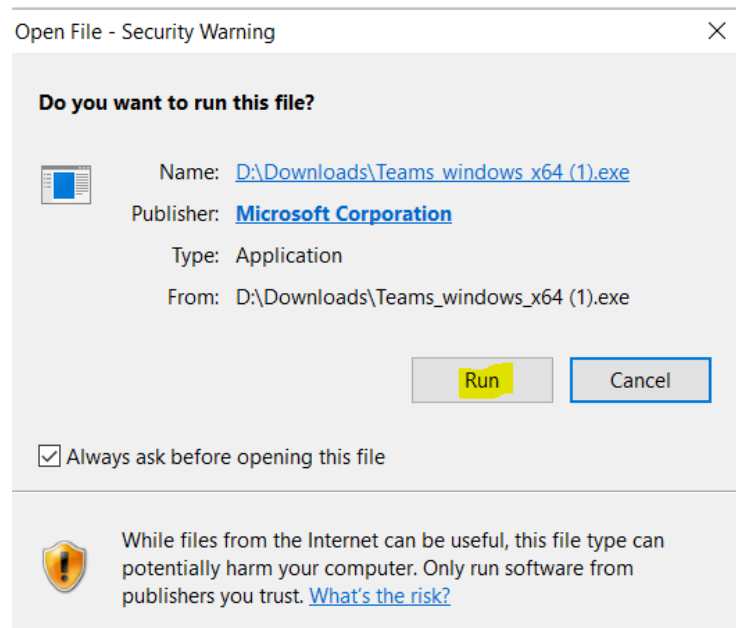 Open File - Security Warning
Do you want to run this file?
Name: D:\Downloads\Teams_windows_x64 (1).exe
Publisher: Microsoft Corporation
Type: Application
From: D:\Downloads\Teams_windows_x64 (1).exe
Run Cancel
Always ask before opening this file
While files from the Internet can be useful, this file type can
potentially harm your computer. Only run software from
publishers you trust. What's the risk?